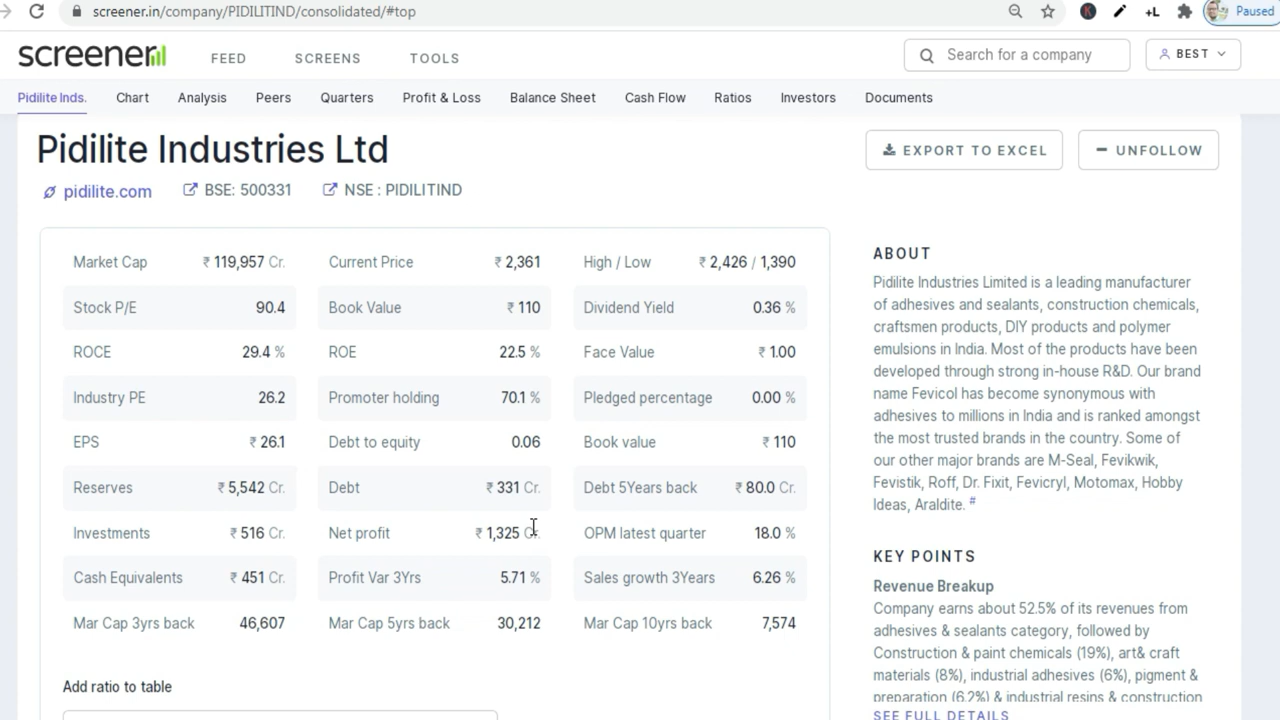 screener.in/company/PIDILITIND/consolidated/#top
K
+L
Paused
screener
FEED SCREENS TOOLS
Search for a company
BEST
Pidilite Inds. Chart Analysis Peers Quarters Profit & Loss Balance Sheet Cash Flow Ratios Investors Documents
Pidilite Industries Ltd
EXPORT TO EXCEL
UNFOLLOW
pidilite.com BSE: 500331 NSE : PIDILITIND
Market Cap ₹ 119,957 Cr. Current Price ₹ 2,361 High / Low ₹ 2,426 / 1,390
Stock P/E 90.4 Book Value ₹ 110 Dividend Yield 0.36 %
ROCE 29.4 % ROE 22.5 % Face Value ₹ 1.00
Industry PE 26.2 Promoter holding 70.1 % Pledged percentage 0.00 %
EPS ₹ 26.1 Debt to equity 0.06 Book value ₹ 110
Reserves ₹ 5,542 Cr. Debt ₹ 331 Cr. Debt 5Years back ₹ 80.0 Cr.
Investments ₹ 516 Cr. Net profit ₹ 1,325 Cr. OPM latest quarter 18.0 %
Cash Equivalents ₹ 451 Cr. Profit Var 3Yrs 5.71 % Sales growth 3Years 6.26 %
Mar Cap 3yrs back 46,607 Mar Cap 5yrs back 30,212 Mar Cap 10yrs back 7,574
Add ratio to table
ABOUT
Pidilite Industries Limited is a leading manufacturer
of adhesives and sealants, construction chemicals,
craftsmen products, DIY products and polymer
emulsions in India. Most of the products have been
developed through strong in-house R&D. Our brand
name Fevicol has become synonymous with
adhesives to millions in India and is ranked amongst
the most trusted brands in the country. Some of
our other major brands are M-Seal, Fevikwik,
Fevistik, Roff, Dr. Fixit, Fevicryl, Motomax, Hobby
Ideas, Araldite. #
KEY POINTS
Revenue Breakup
Company earns about 52.5% of its revenues from
adhesives & sealants category, followed by
Construction & paint chemicals (19%), art& craft
materials (8%), industrial adhesives (6%), pigment &
preparation (6.2%) & industrial resins & construction
SEE FULL DETAILS